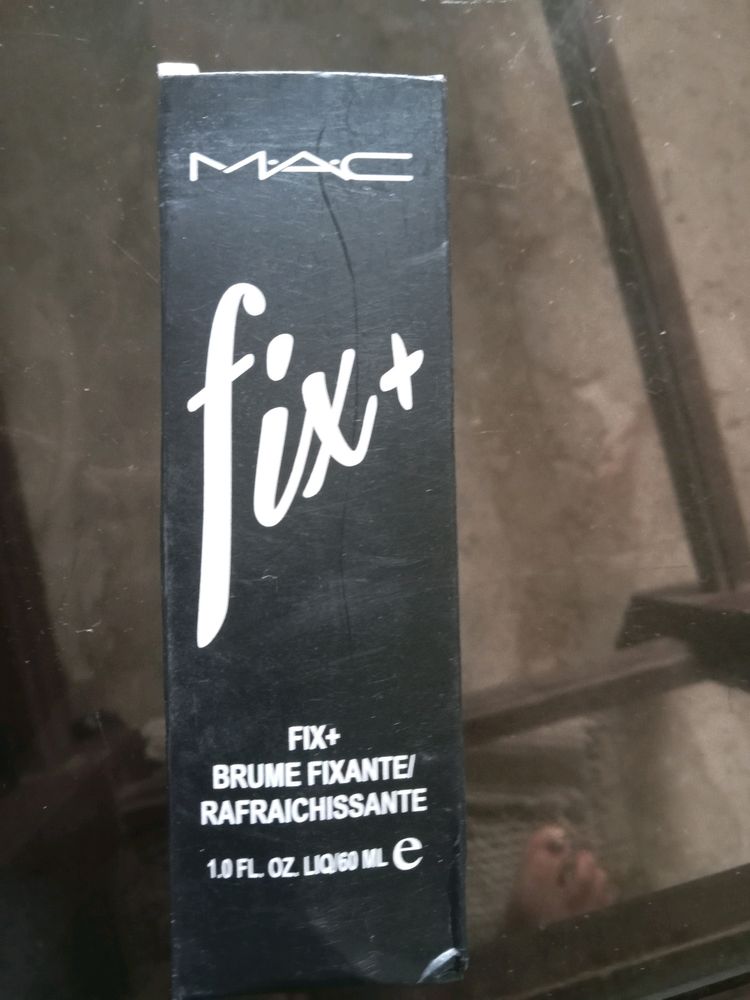 M·A·C
fix+
FIX+
BRUME FIXANTE/
RAFRAICHISSANTE
1.0 FL. OZ. LIQ/60 ML e